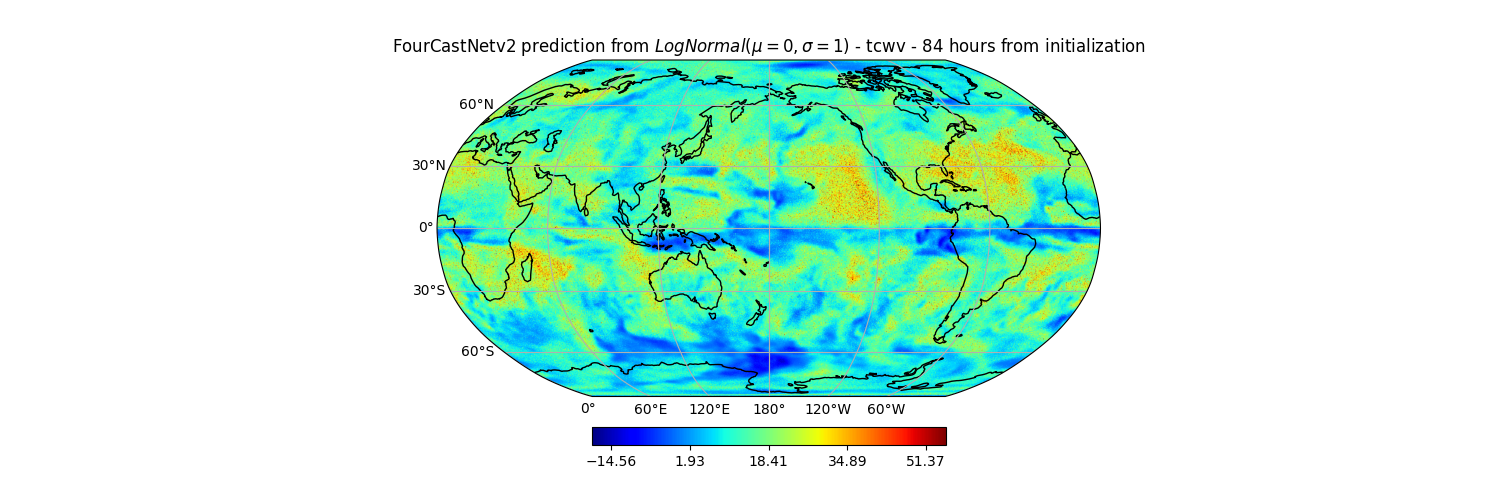 FourCastNetv2 prediction from LogNormal(μ = 0, σ = 1) - tcwv - 84 hours from initialization
60°N
30°N
0°
30°S
60°S
0° 60°E 120°E 180° 120°W 60°W
−14.56 1.93 18.41 34.89 51.37